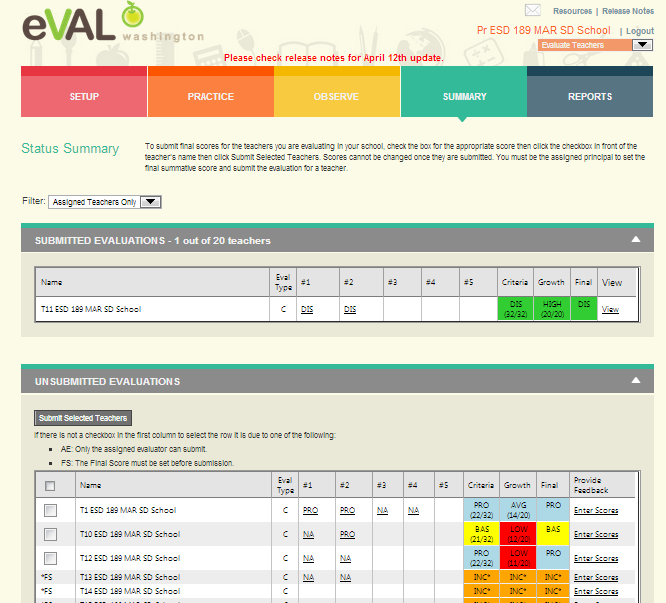 eVAL washington
Resources | Release Notes
Pr ESD 189 MAR SD School | Logout
Evaluate Teachers
Please check release notes for April 12th update.
SETUP PRACTICE OBSERVE SUMMARY REPORTS
Status Summary
To submit final scores for the teachers you are evaluating in your school, check the box for the appropriate score then click the checkbox in front of the
teacher's name then click Submit Selected Teachers. Scores cannot be changed once they are submitted. You must be the assigned principal to set the
final summative score and submit the evaluation for a teacher.
Filter: Assigned Teachers Only
SUBMITTED EVALUATIONS - 1 out of 20 teachers
Name Eval Type #1 #2 #3 #4 #5 Criteria Growth Final View
T11 ESD 189 MAR SD School C DIS DIS DIS (32/32) HIGH (20/20) DIS View
UNSUBMITTED EVALUATIONS
Submit Selected Teachers
If there is not a checkbox in the first column to select the row it is due to one of the following:
AE: Only the assigned evaluator can submit.
FS: The Final Score must be set before submission.
Name Eval Type #1 #2 #3 #4 #5 Criteria Growth Final Provide Feedback
T1 ESD 189 MAR SD School C PRO PRO NA NA PRO (22/32) AVG (14/20) PRO Enter Scores
T10 ESD 189 MAR SD School C NA PRO BAS (21/32) LOW (12/20) BAS Enter Scores
T12 ESD 189 MAR SD School C NA NA PRO (22/32) LOW (11/20) PRO Enter Scores
*FS T13 ESD 189 MAR SD School C NA NA INC* INC* INC* Enter Scores
*FS T14 ESD 189 MAR SD School C INC* INC* INC* Enter Scores